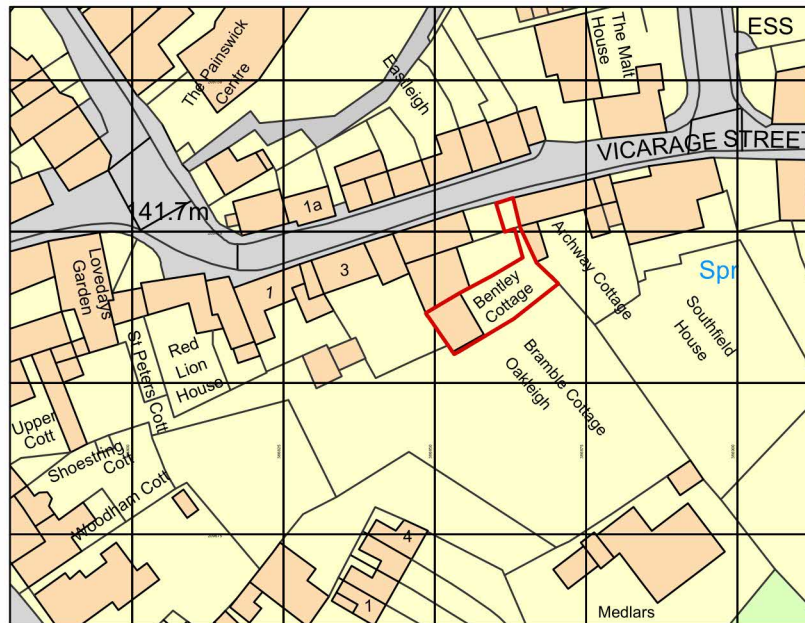 ESS
The Malt
House
The Painswick
Centre
Eastleigh
VICARAGE STREET
1a
141.7m
Lovedays
Garden
1
3
Bentley
Cottage
Archway Cottage
Spr
Southfield
House
St Peters Cott
Red
Lion
House
Bramble Cottage
Oakleigh
Upper
Cott
Shoestring
Cott
Woodham Cott
4
1
Medlars